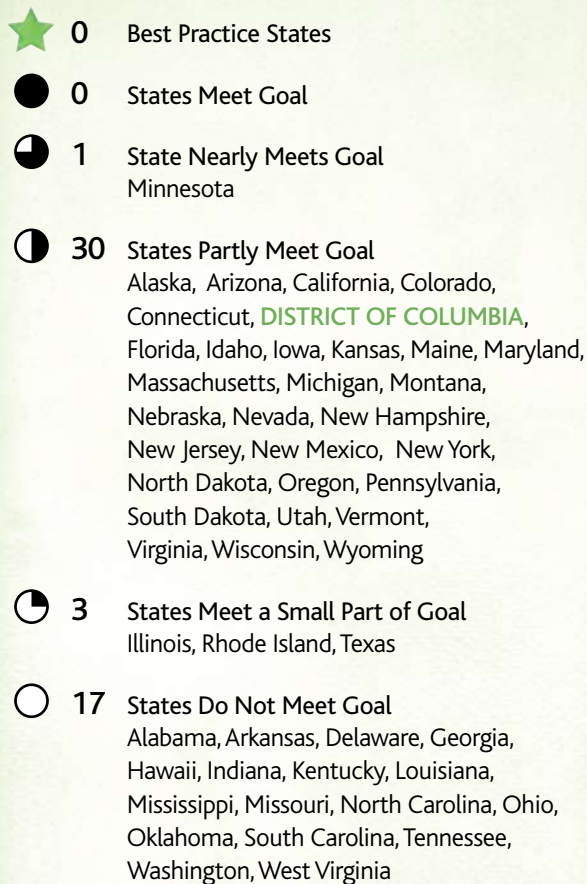 0 Best Practice States
0 States Meet Goal
1 State Nearly Meets Goal
Minnesota
30 States Partly Meet Goal
Alaska, Arizona, California, Colorado,
Connecticut, DISTRICT OF COLUMBIA,
Florida, Idaho, Iowa, Kansas, Maine, Maryland,
Massachusetts, Michigan, Montana,
Nebraska, Nevada, New Hampshire,
New Jersey, New Mexico, New York,
North Dakota, Oregon, Pennsylvania,
South Dakota, Utah, Vermont,
Virginia, Wisconsin, Wyoming
3 States Meet a Small Part of Goal
Illinois, Rhode Island, Texas
17 States Do Not Meet Goal
Alabama, Arkansas, Delaware, Georgia,
Hawaii, Indiana, Kentucky, Louisiana,
Mississippi, Missouri, North Carolina, Ohio,
Oklahoma, South Carolina, Tennessee,
Washington, West Virginia